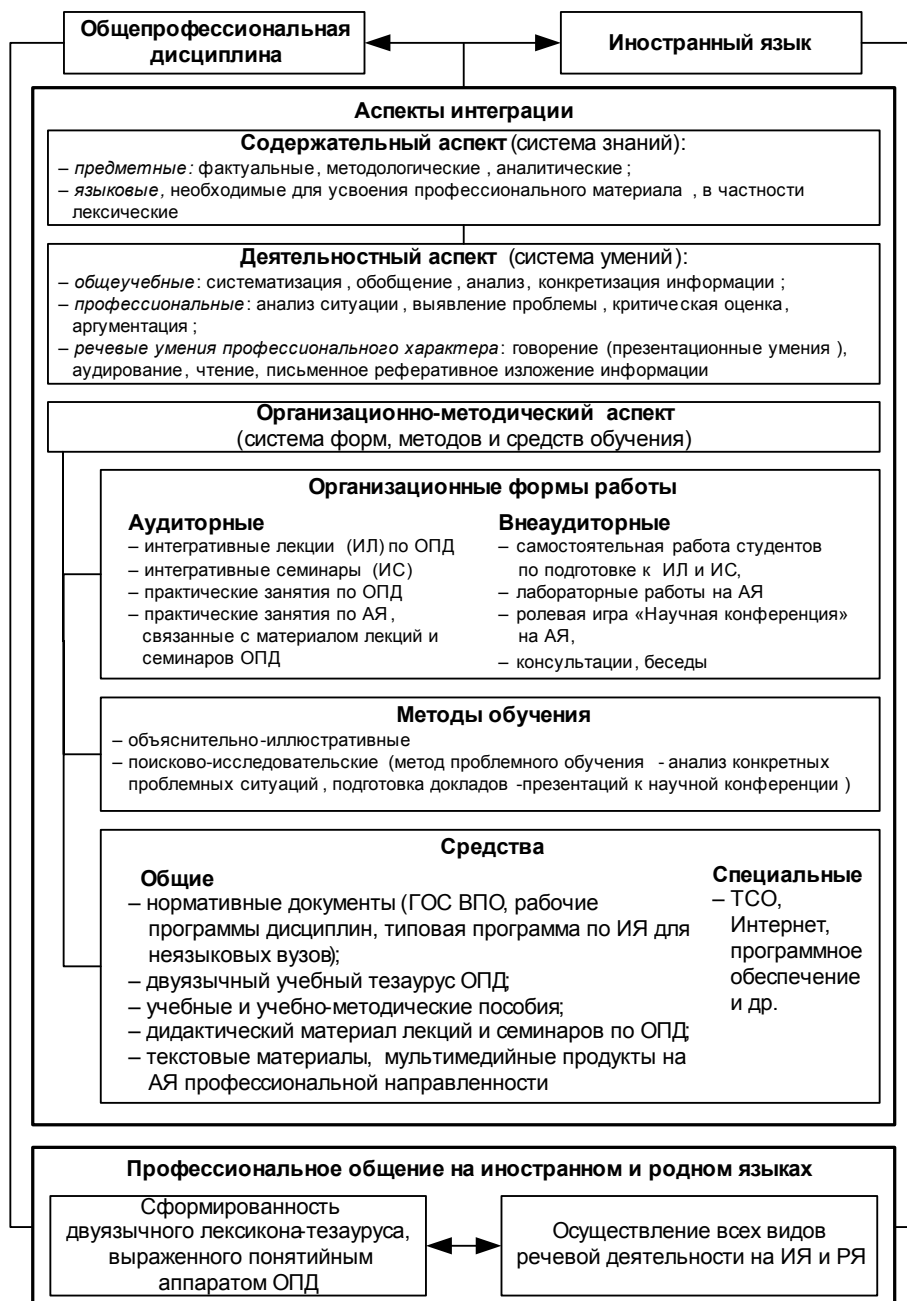 Общепрофессиональная
дисциплина
Иностранный язык
Аспекты интеграции
Содержательный аспект (система знаний):
– предметные: фактуальные, методологические, аналитические;
– языковые, необходимые для усвоения профессионального материала, в частности
лексические
Деятельностный аспект (система умений):
– общеучебные: систематизация, обобщение, анализ, конкретизация информации;
– профессиональные: анализ ситуации, выявление проблемы, критическая оценка,
аргументация;
– речевые умения профессионального характера: говорение (презентационные умения),
аудирование, чтение, письменное реферативное изложение информации
Организационно-методический аспект
(система форм, методов и средств обучения)
Организационные формы работы
Аудиторные
– интегративные лекции (ИЛ) по ОПД
– интегративные семинары (ИС)
– практические занятия по ОПД
– практические занятия по АЯ,
связанные с материалом лекций и
семинаров ОПД
Внеаудиторные
– самостоятельная работа студентов
по подготовке к ИЛ и ИС,
– лабораторные работы на АЯ
– ролевая игра «Научная конференция»
на АЯ,
– консультации, беседы
Методы обучения
– объяснительно-иллюстративные
– поисково-исследовательские (метод проблемного обучения - анализ конкретных
проблемных ситуаций, подготовка докладов -презентаций к научной конференции)
Средства
Общие
– нормативные документы (ГОС ВПО, рабочие
программы дисциплин, типовая программа по ИЯ для
неязыковых вузов);
– двуязычный учебный тезаурус ОПД;
– учебные и учебно-методические пособия;
– дидактический материал лекций и семинаров по ОПД;
– текстовые материалы, мультимедийные продукты на
АЯ профессиональной направленности
Специальные
– ТСО,
Интернет,
программное
обеспечение
и др.
Профессиональное общение на иностранном и родном языках
Сформированность
двуязычного лексикона-тезауруса,
выраженного понятийным
аппаратом ОПД
Осуществление всех видов
речевой деятельности на ИЯ и РЯ